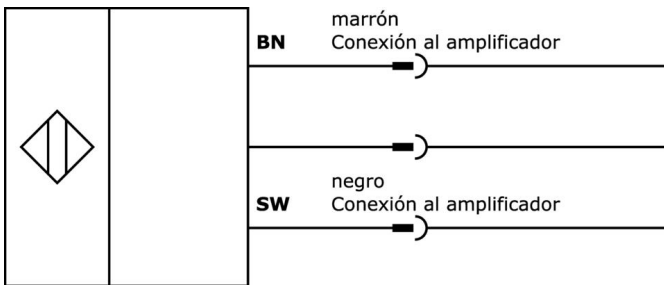 marrón
BN Conexión al amplificador
negro
SW Conexión al amplificador